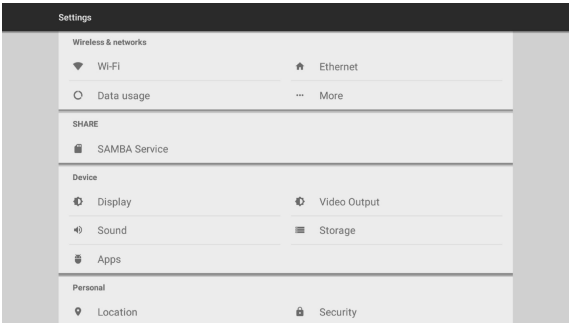 Settings
Wireless & networks
Wi-Fi
Ethernet
Data usage
More
SHARE
SAMBA Service
Device
Display
Video Output
Sound
Storage
Apps
Personal
Location
Security